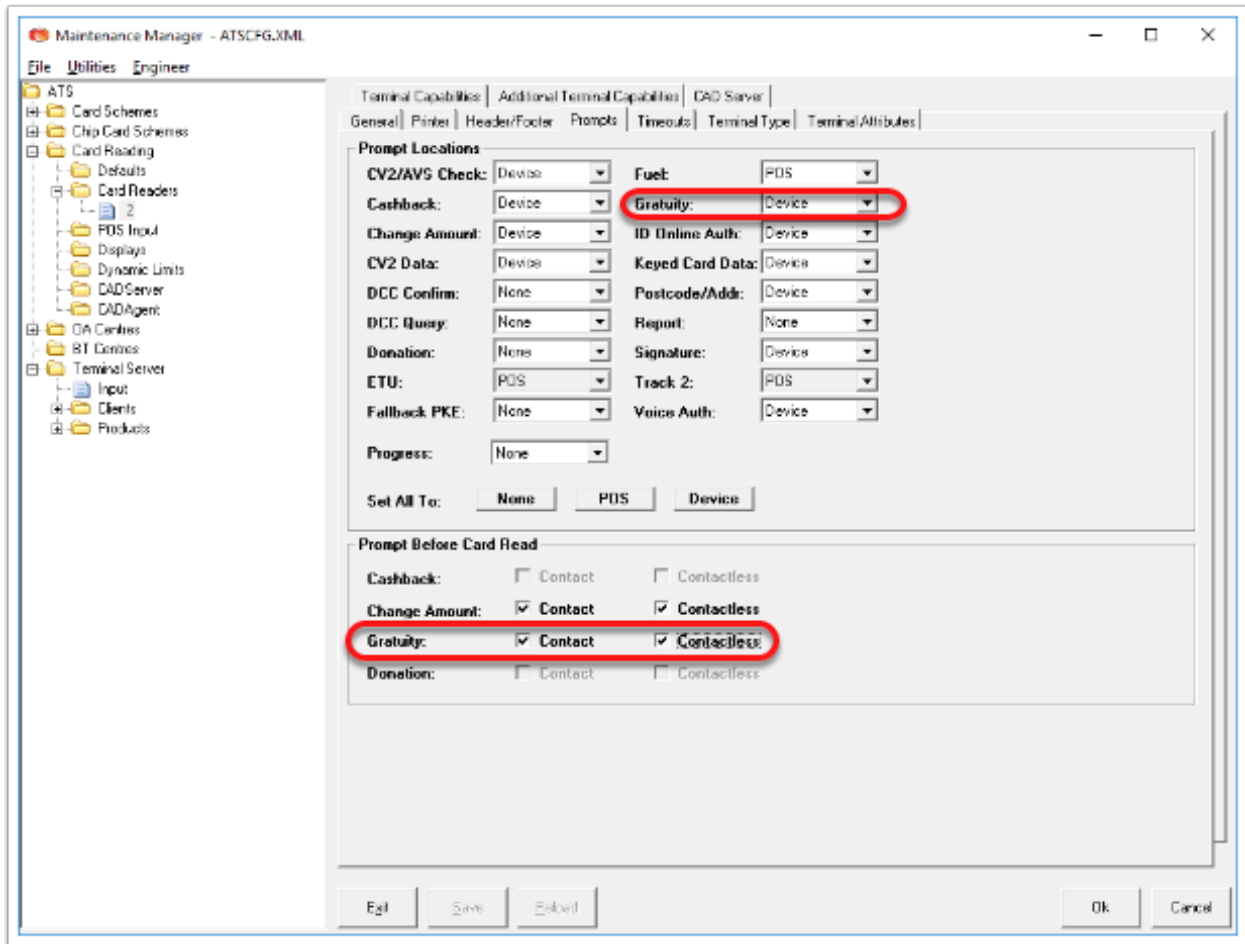 Maintenance Manager - ATSCFG.XML
File Utilities Engineer
ATS
Card Schemes
Chip Card Schemes
Card Reading
Defaults
Card Readers
2
POS Input
Displays
Dynamic Limits
CADServer
CADAgent
OA Centres
BT Centres
Terminal Server
Input
Clients
Products
Terminal Capabilities Additional Terminal Capabilities CAD Server
General Printer Header/Footer Prompts Timeouts Terminal Type Terminal Attributes
Prompt Locations
CV2/AVS Check: Device Fuel: POS
Cashback: Device Gratuity: Device
Change Amount: Device ID Online Auth: Device
CV2 Data: Device Keyed Card Data: Device
DCC Confirm: None Postcode/Addr: Device
DCC Query: None Report: None
Donation: None Signature: Device
ETU: POS Track 2: POS
Fallback PKE: None Voice Auth: Device
Progress: None
Set All To: None POS Device
Prompt Before Card Read
Cashback: Contact Contactless
Change Amount: Contact Contactless
Gratuity: Contact Contactless
Donation: Contact Contactless
Exit Save Reload Ok Cancel